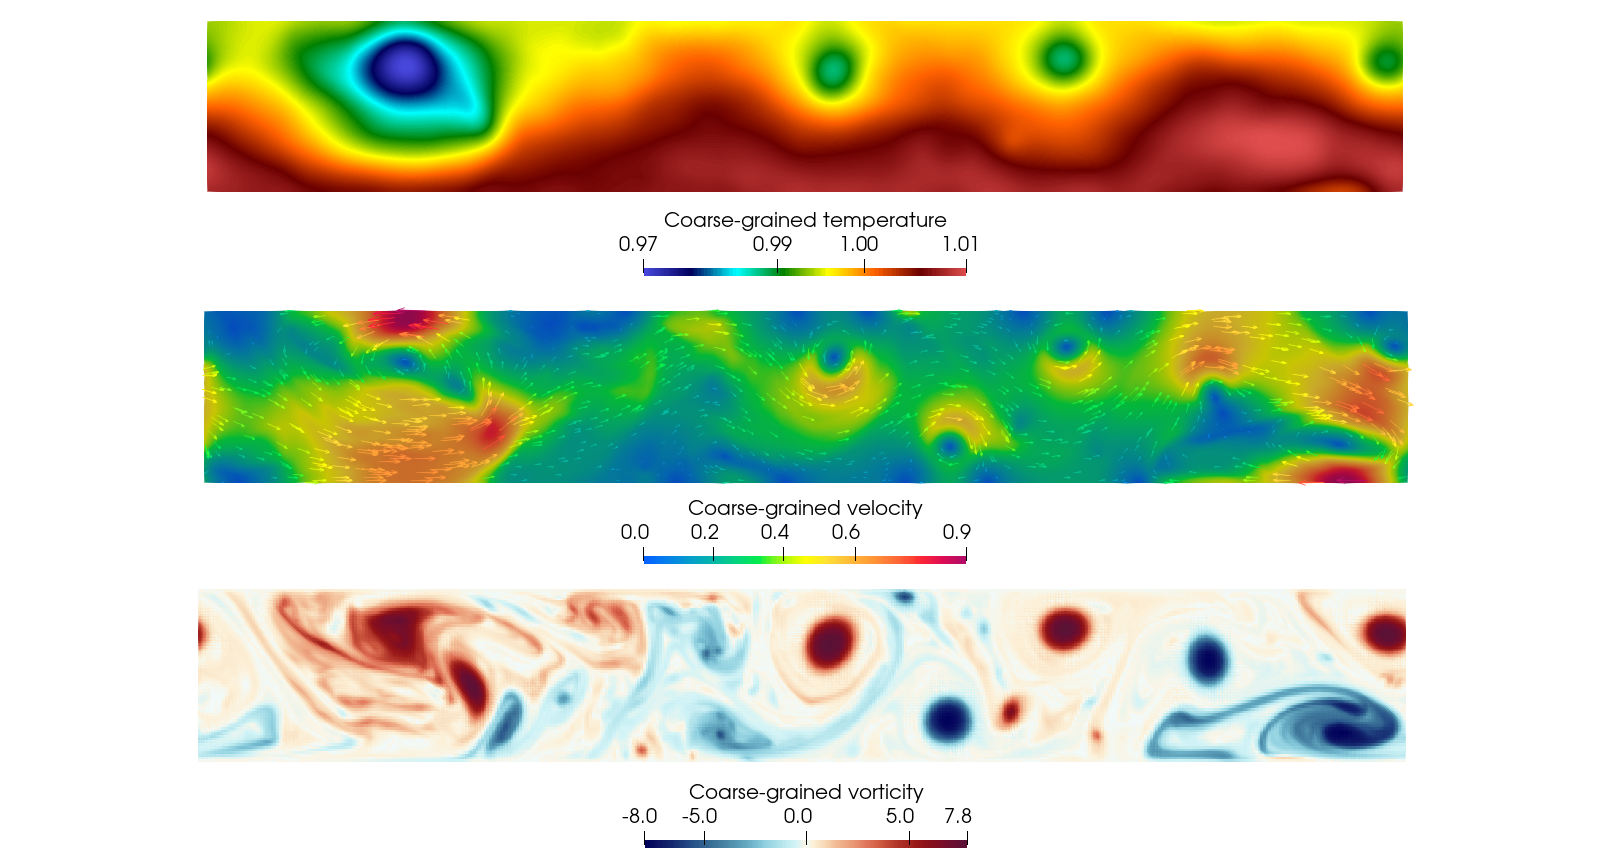 Coarse-grained temperature
0.97 0.99 1.00 1.01
Coarse-grained velocity
0.0 0.2 0.4 0.6 0.9
Coarse-grained vorticity
-8.0 -5.0 0.0 5.0 7.8